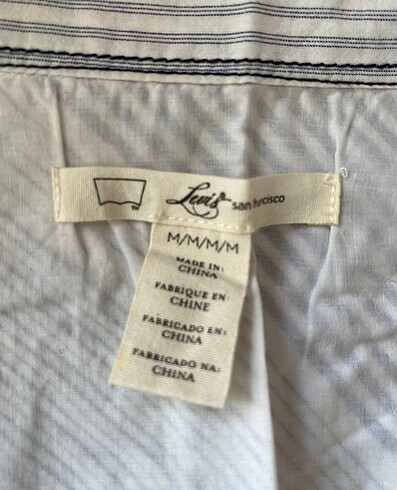 Levi's san francisco
M/M/M/M
MADE IN:
CHINA
FABRIQUE EN:
CHINE
FABRICADO EN:
CHINA
FABRICADO NA:
CHINA